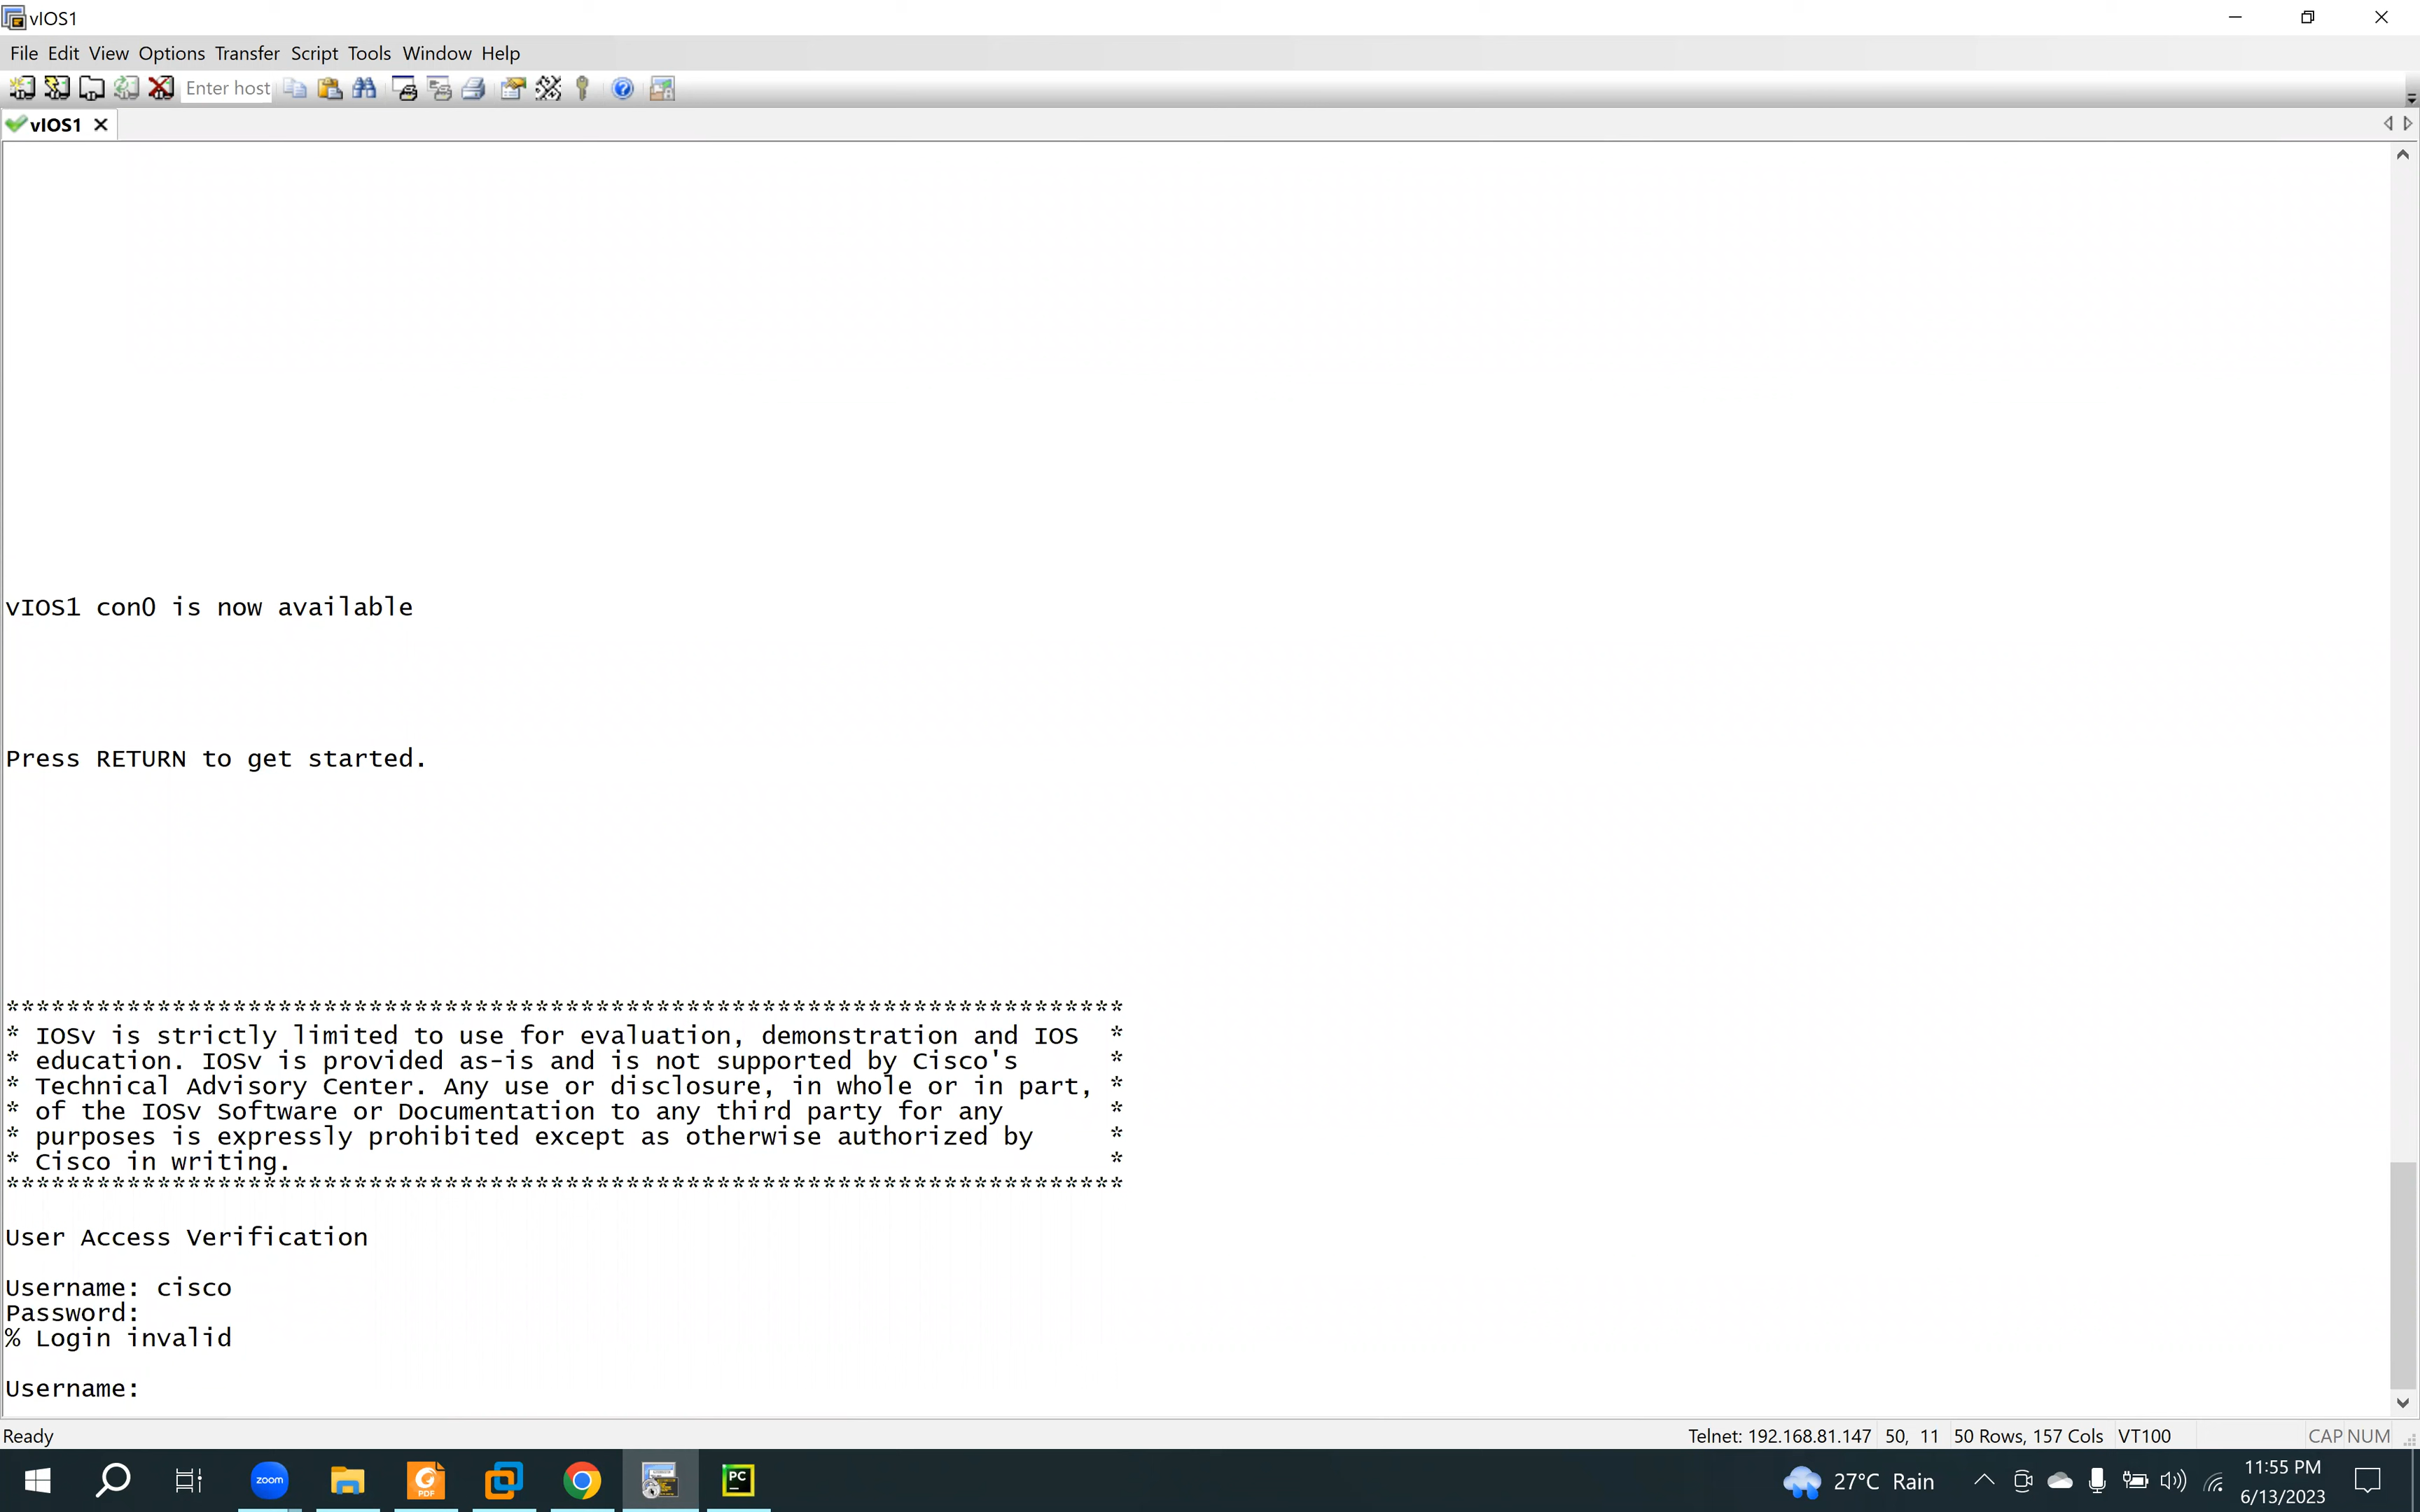 vIOS1
File Edit View Options Transfer Script Tools Window Help
Enter host
vIOS1
vIOS1 con0 is now available
Press RETURN to get started.
**************************************************************************
* IOSv is strictly limited to use for evaluation, demonstration and IOS  *
* education. IOSv is provided as-is and is not supported by Cisco's      *
* Technical Advisory Center. Any use or disclosure, in whole or in part, *
* of the IOSv Software or Documentation to any third party for any       *
* purposes is expressly prohibited except as otherwise authorized by     *
* Cisco in writing.                                                      *
**************************************************************************
User Access Verification
Username: cisco
Password:
% Login invalid
Username:
Ready Telnet: 192.168.81.147 50, 11 50 Rows, 157 Cols VT100 CAP NUM
zoom PDF PC 27°C Rain 11:55 PM
6/13/2023